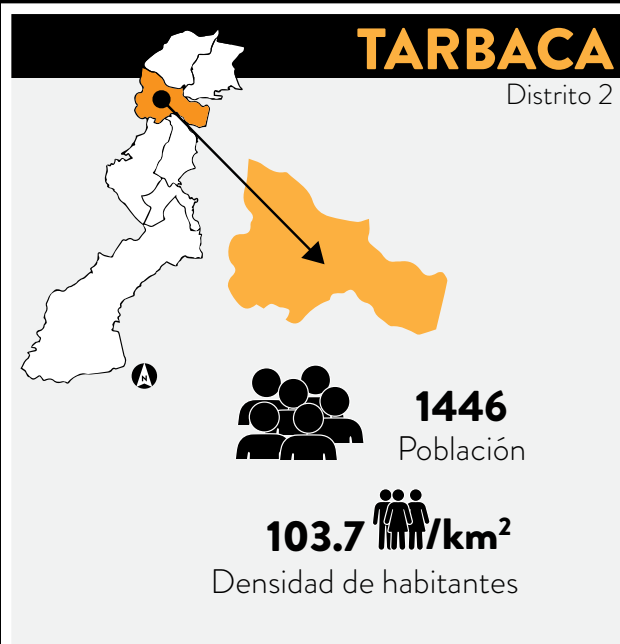 TARBACA
Distrito 2
N
1446
Población
103.7 /km²
Densidad de habitantes